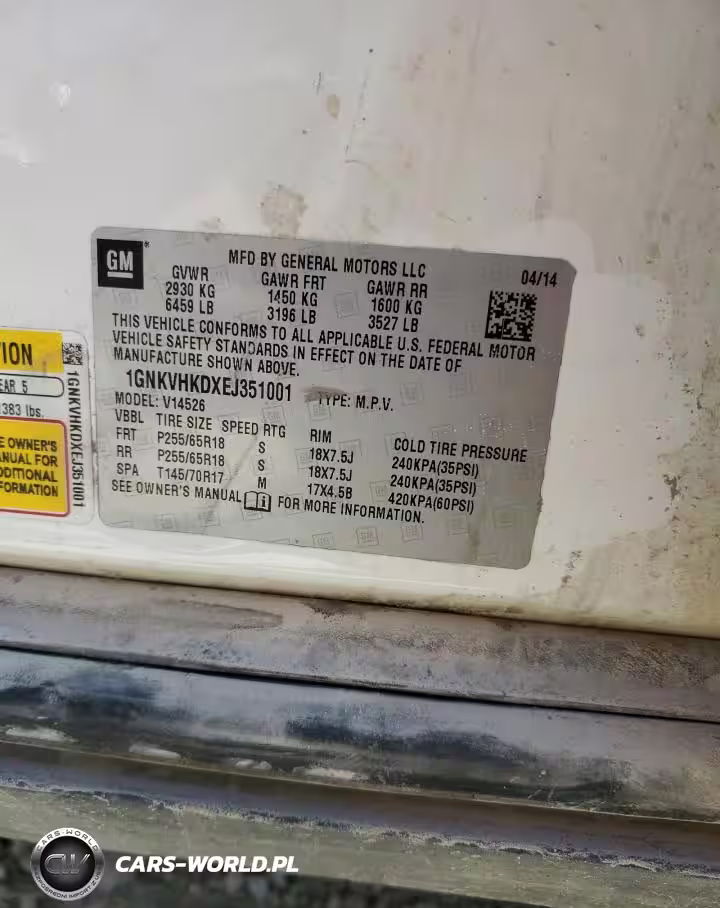 GM
MFD BY GENERAL MOTORS LLC
04/14
GVWR GAWR FRT GAWR RR
2930 KG 1450 KG 1600 KG
6459 LB 3196 LB 3527 LB
THIS VEHICLE CONFORMS TO ALL APPLICABLE U.S. FEDERAL MOTOR
VEHICLE SAFETY STANDARDS IN EFFECT ON THE DATE OF
MANUFACTURE SHOWN ABOVE.
1GNKVHKDXEJ351001 TYPE: M.P.V.
MODEL: V14526
VBBL TIRE SIZE SPEED RTG RIM COLD TIRE PRESSURE
FRT P255/65R18 S 18X7.5J 240KPA(35PSI)
RR P255/65R18 S 18X7.5J 240KPA(35PSI)
SPA T145/70R17 M 17X4.5B 420KPA(60PSI)
SEE OWNER'S MANUAL FOR MORE INFORMATION.
TION
EAR 5
1383 lbs.
E OWNER'S
ANUAL FOR
DDITIONAL
FORMATION
1GNKVHKDXEJ351001
CARS-WORLD
CW
CARS-WORLD.PL